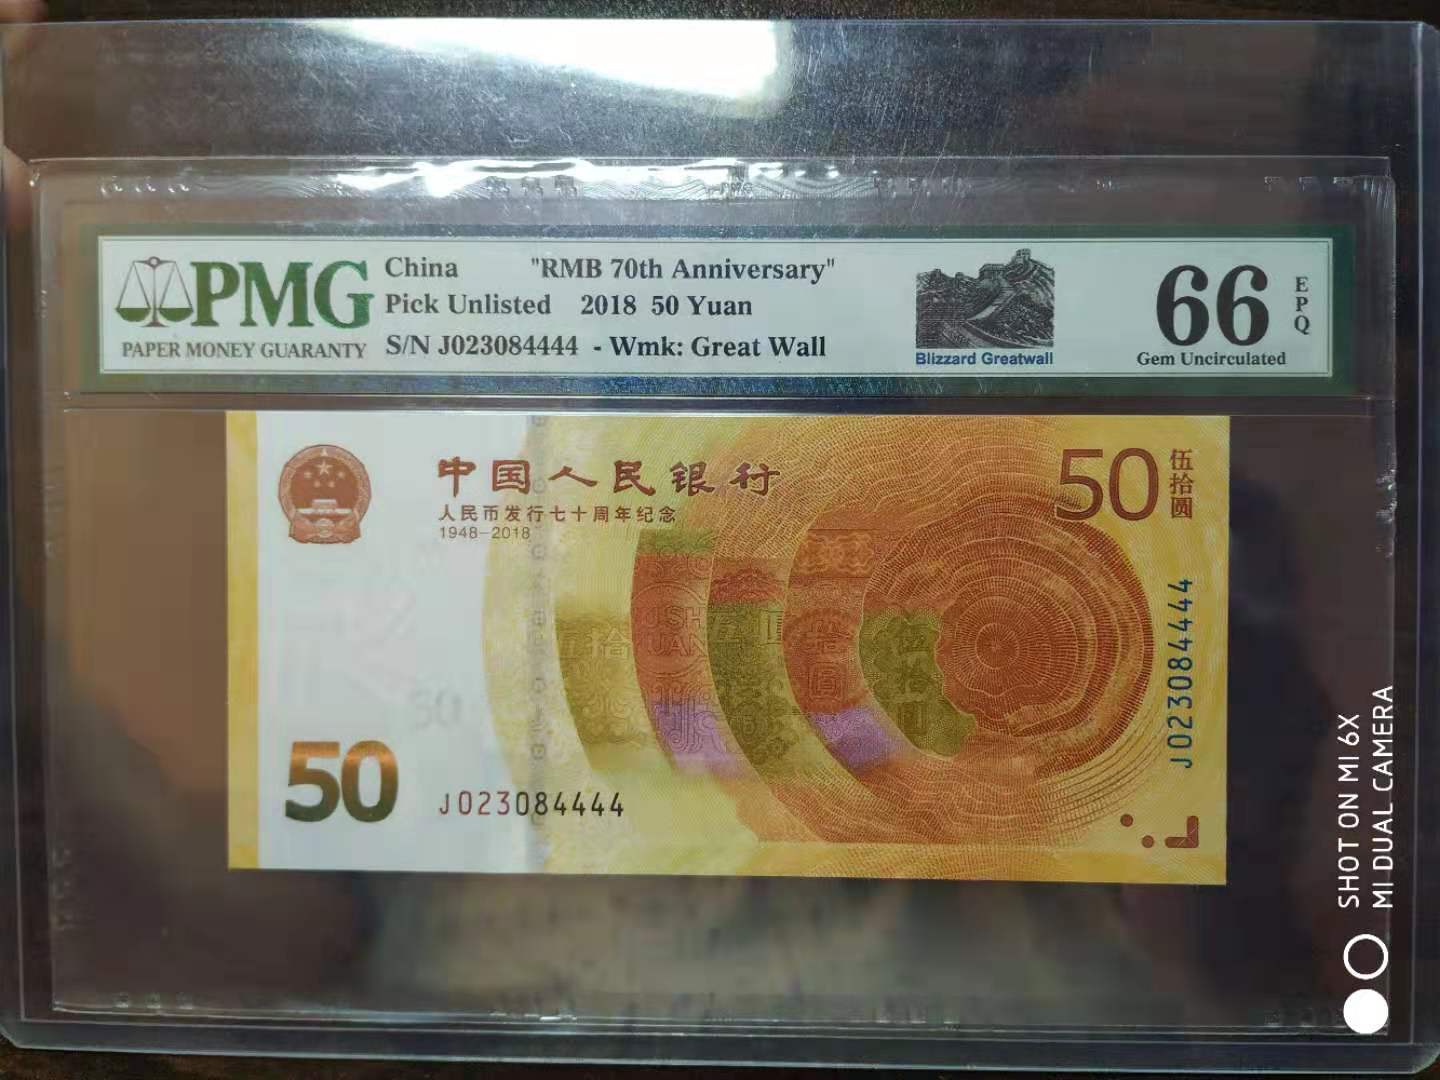 PMG
PAPER MONEY GUARANTY
China "RMB 70th Anniversary"
Pick Unlisted 2018 50 Yuan
S/N J023084444 - Wmk: Great Wall
Blizzard Greatwall
66
EPQ
Gem Uncirculated
中国人民银行
人民币发行七十周年纪念
1948-2018
50
伍拾圆
J023084444
50
50
J023084444
SHOT ON MI 6X
MI DUAL CAMERA